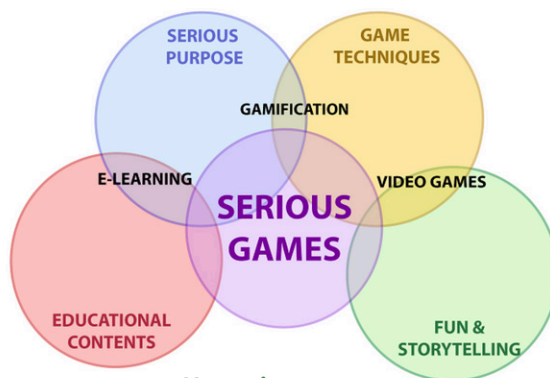 SERIOUS
PURPOSE
GAME
TECHNIQUES
GAMIFICATION
E-LEARNING
VIDEO GAMES
SERIOUS
GAMES
EDUCATIONAL
CONTENTS
FUN &
STORYTELLING